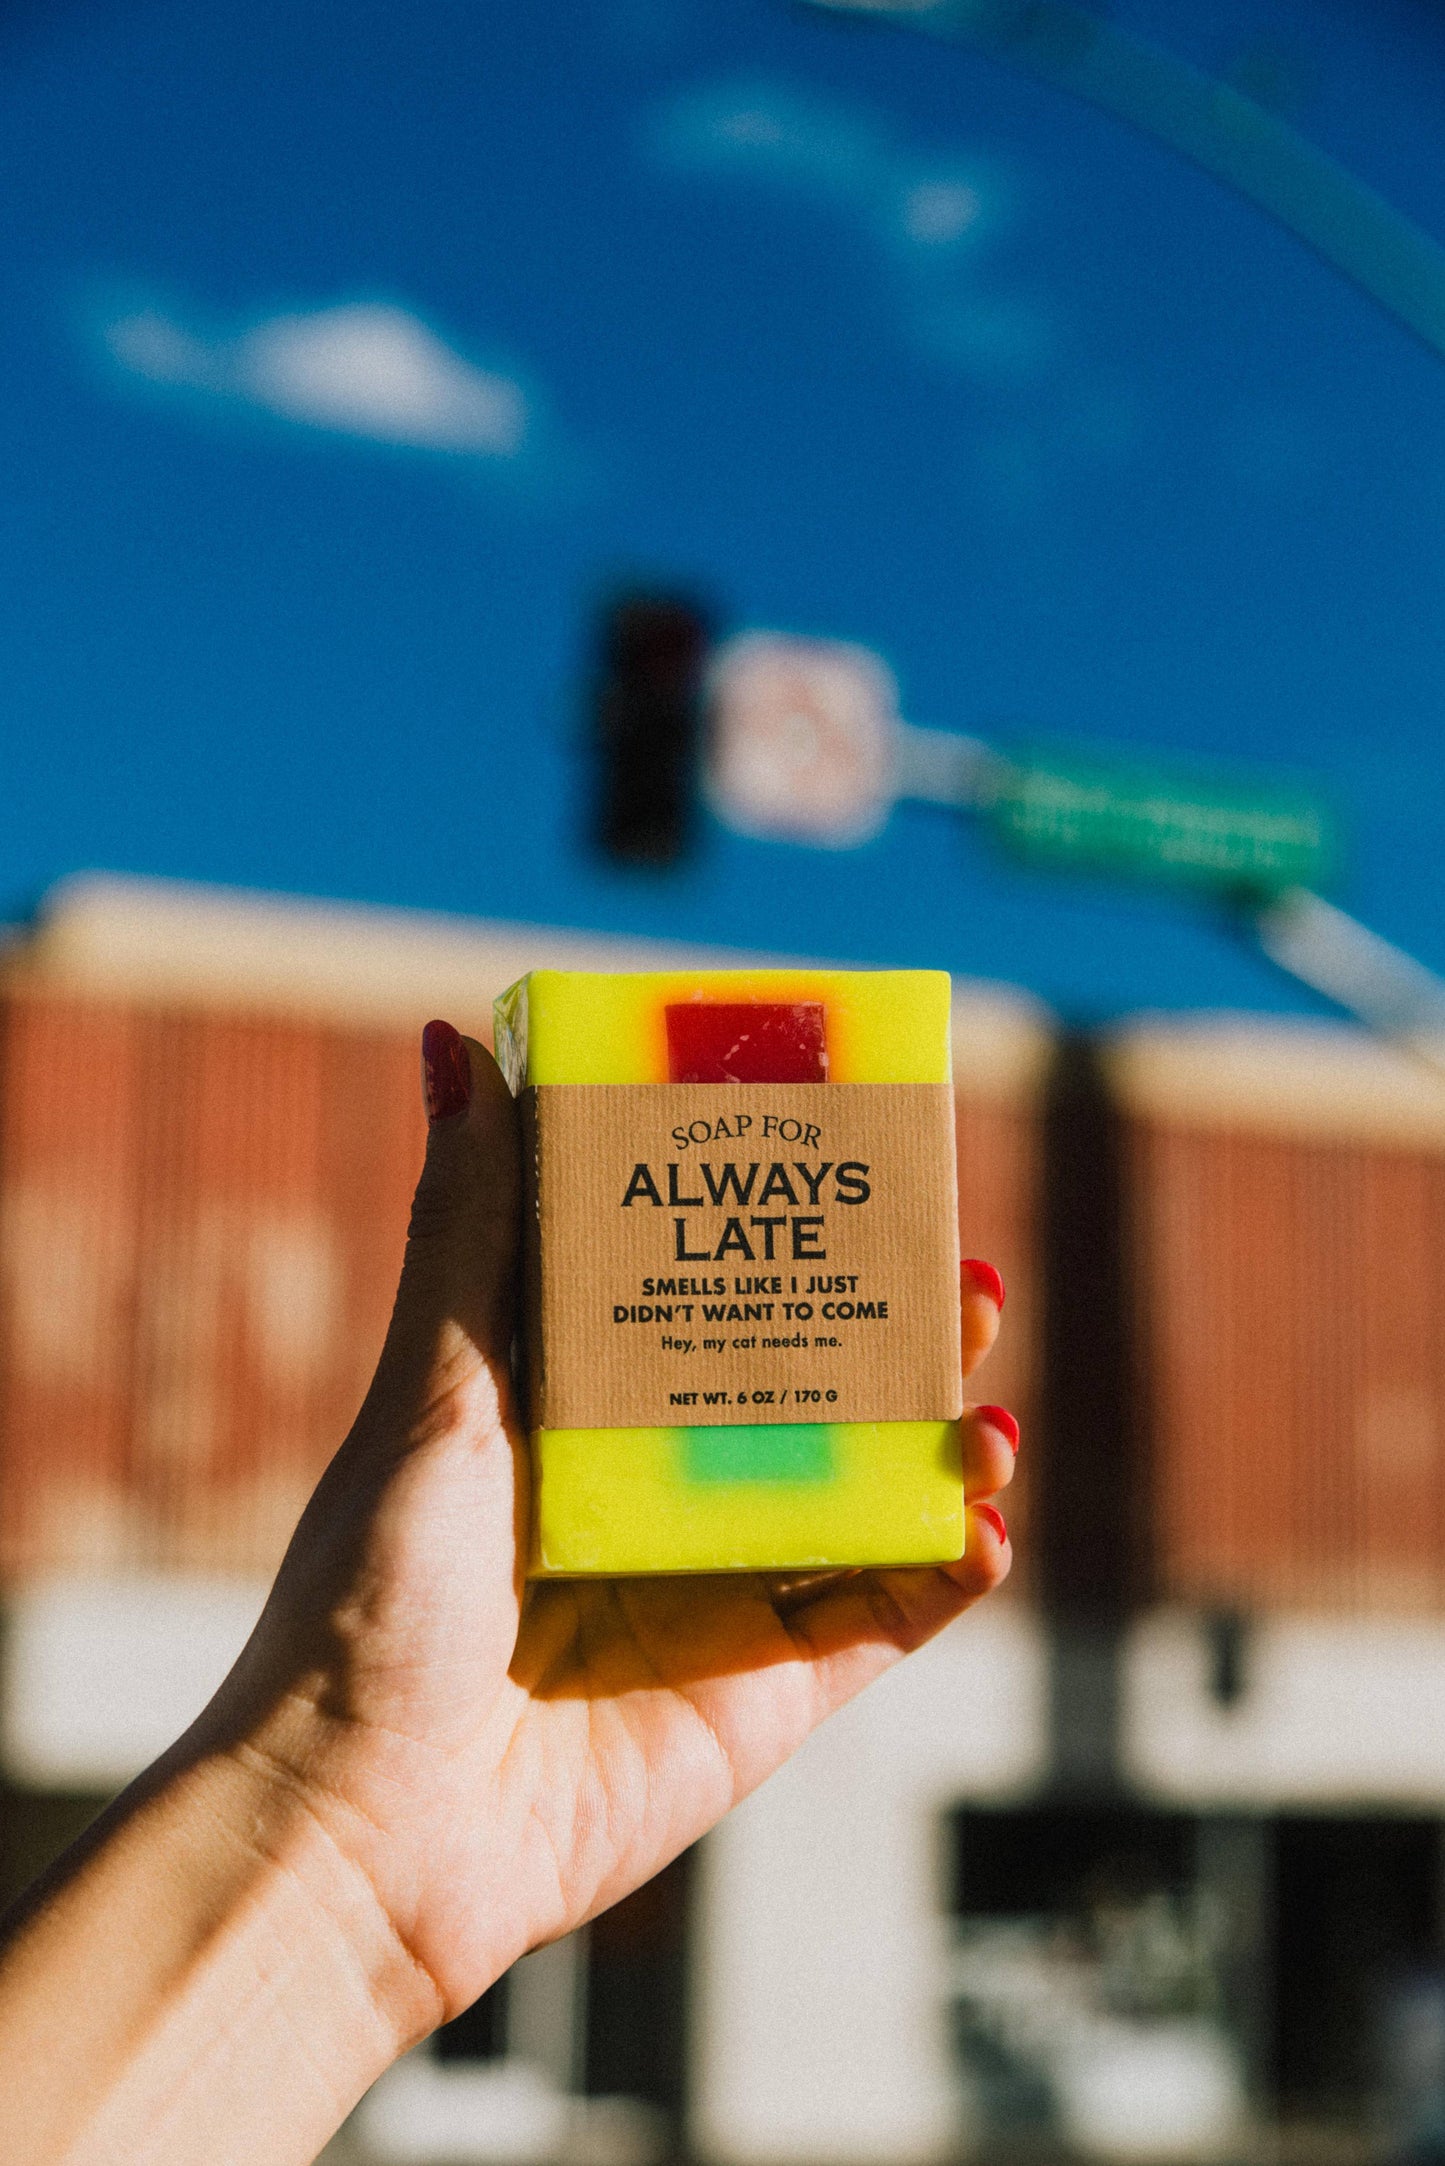 SOAP FOR
ALWAYS
LATE
SMELLS LIKE I JUST
DIDN'T WANT TO COME
Hey, my cat needs me.
NET WT. 6 OZ / 170 G